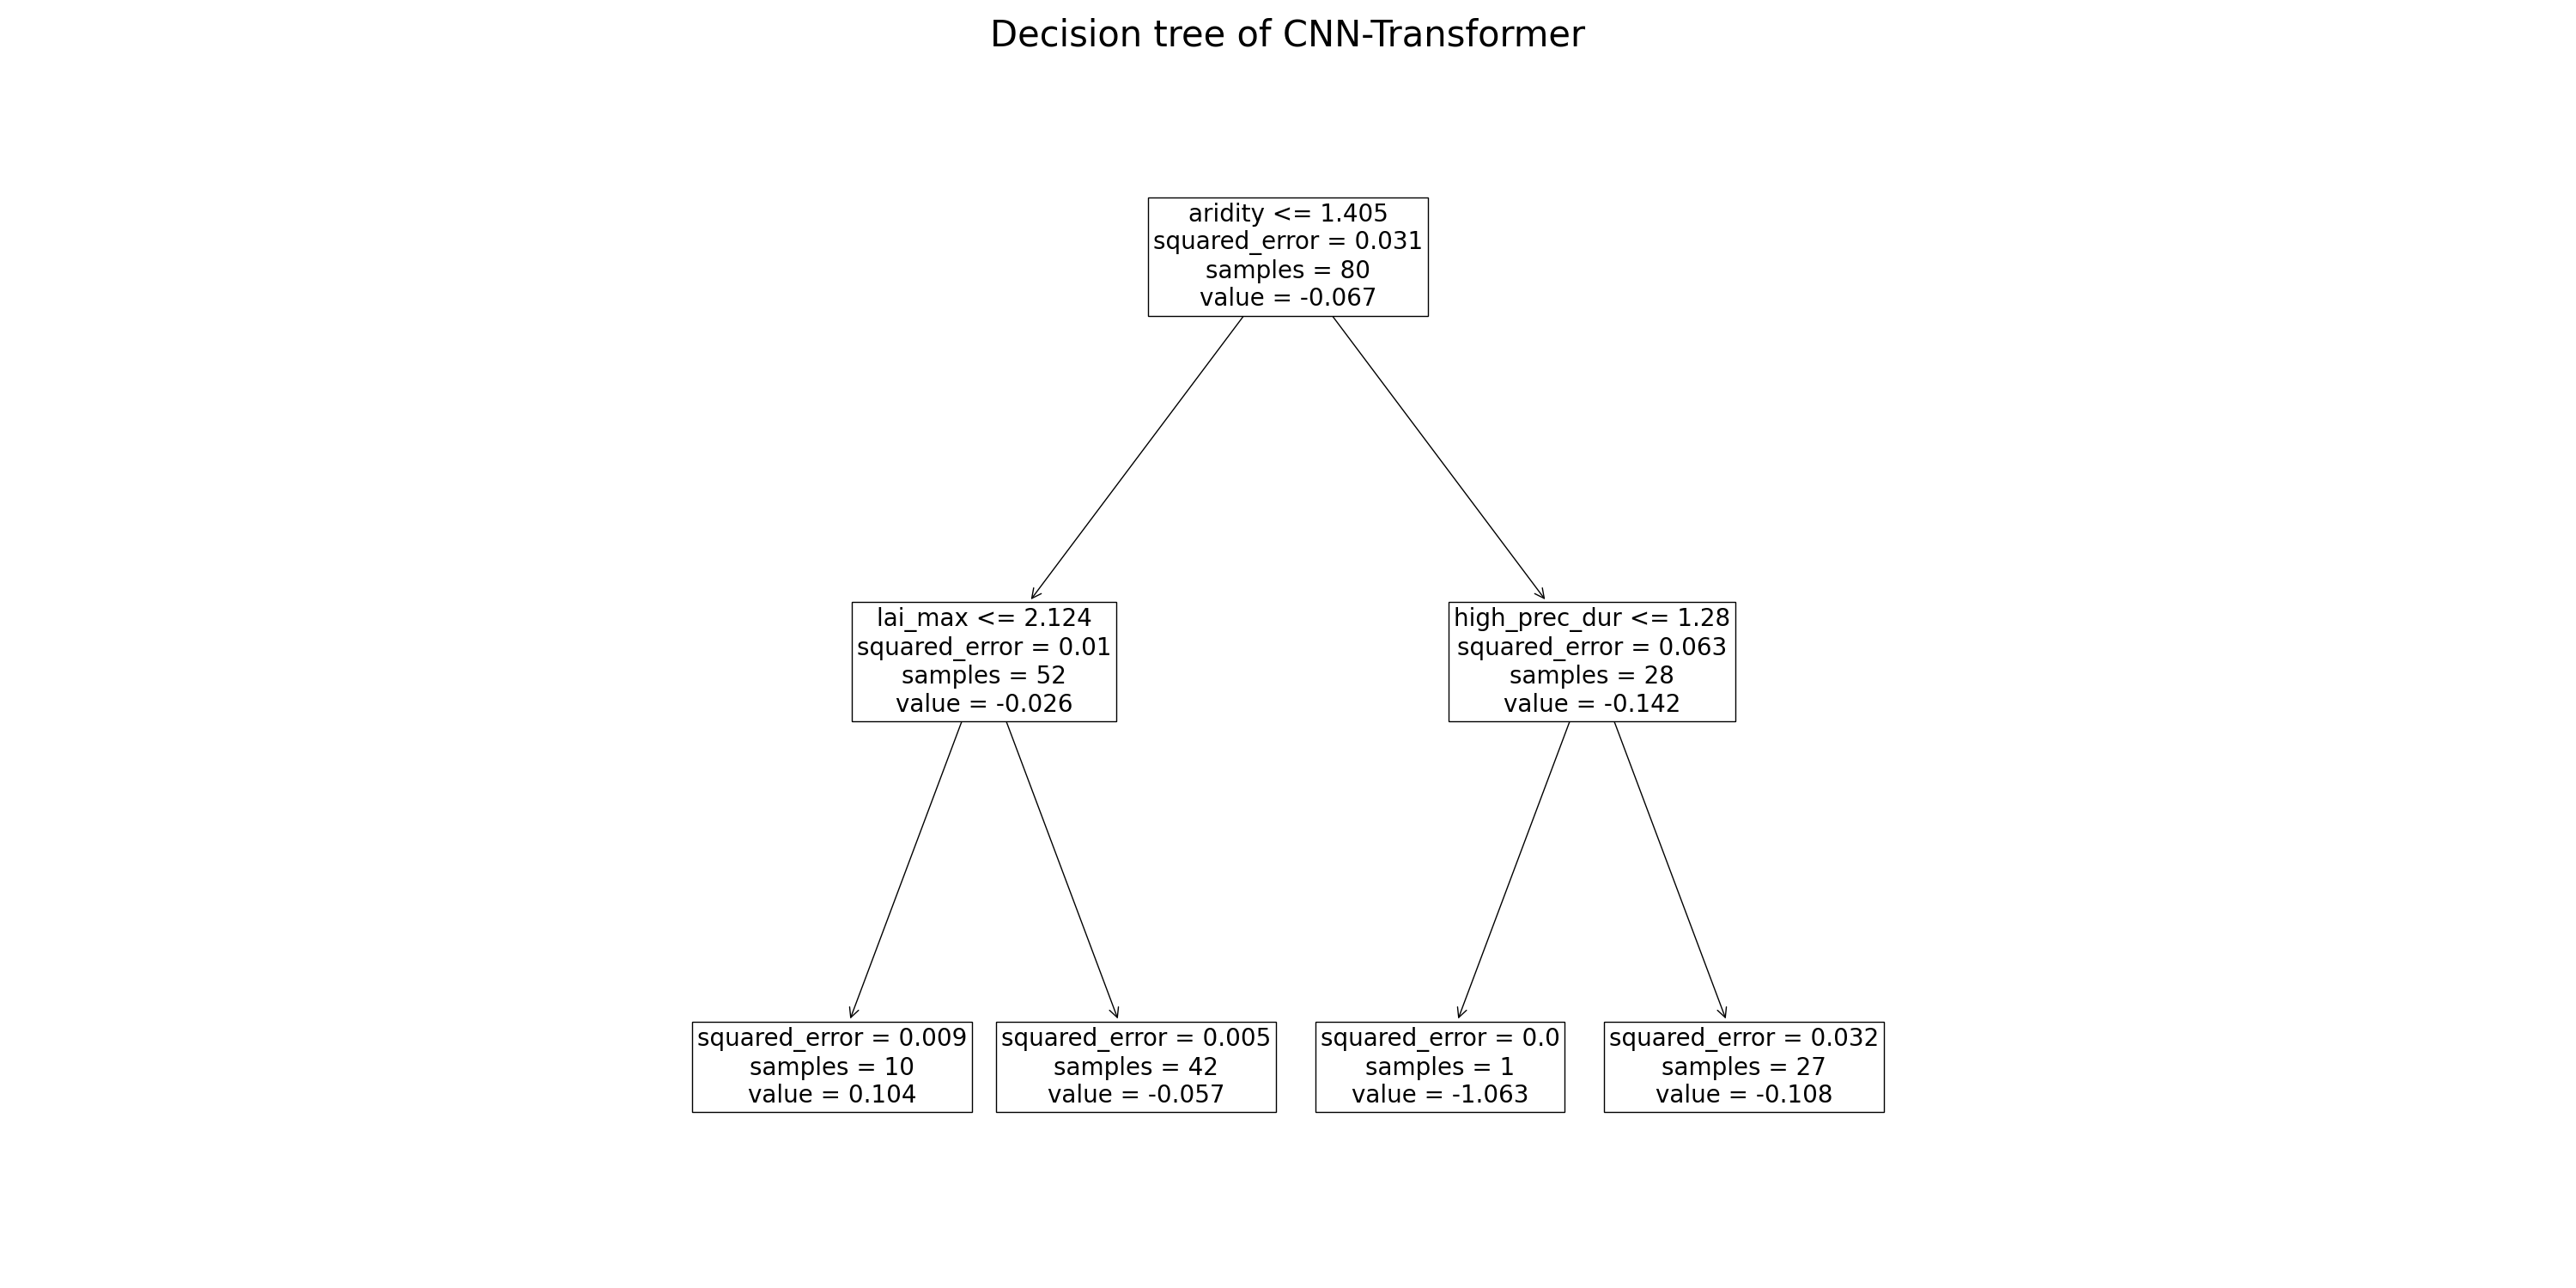 Decision tree of CNN-Transformer
aridity <= 1.405
squared_error = 0.031
samples = 80
value = -0.067
lai_max <= 2.124
squared_error = 0.01
samples = 52
value = -0.026
high_prec_dur <= 1.28
squared_error = 0.063
samples = 28
value = -0.142
squared_error = 0.009
samples = 10
value = 0.104
squared_error = 0.005
samples = 42
value = -0.057
squared_error = 0.0
samples = 1
value = -1.063
squared_error = 0.032
samples = 27
value = -0.108